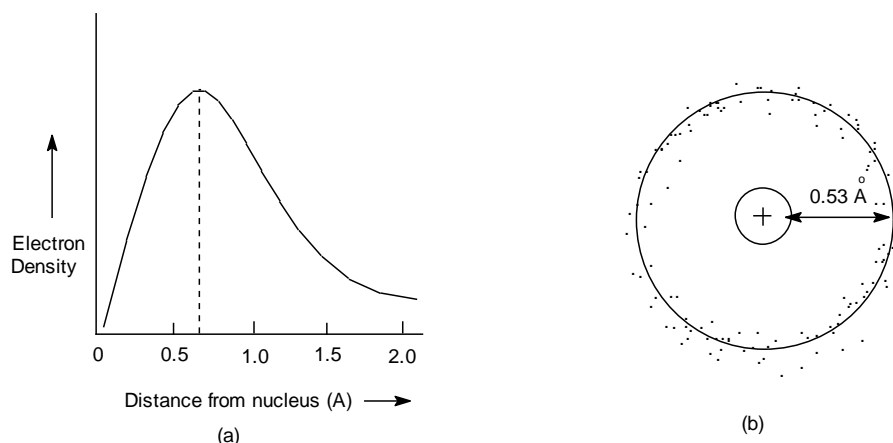 Electron
Density
0 0.5 1.0 1.5 2.0
Distance from nucleus (A)
(a)
o
0.53 A
+
(b)